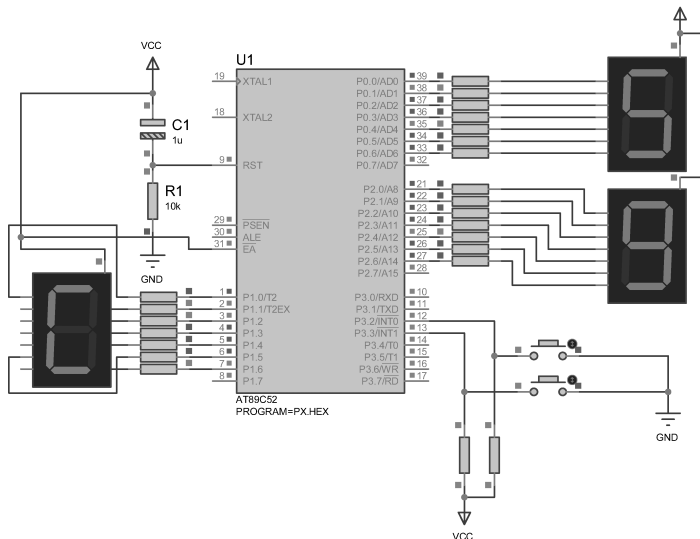 VCC
U1
C1
1u
R1
10k
GND
19 XTAL1
18 XTAL2
9 RST
29 PSEN
30 ALE
31 EA
1 P1.0/T2
2 P1.1/T2EX
3 P1.2
4 P1.3
5 P1.4
6 P1.5
7 P1.6
8 P1.7
P0.0/AD0 39
P0.1/AD1 38
P0.2/AD2 37
P0.3/AD3 36
P0.4/AD4 35
P0.5/AD5 34
P0.6/AD6 33
P0.7/AD7 32
P2.0/A8 21
P2.1/A9 22
P2.2/A10 23
P2.3/A11 24
P2.4/A12 25
P2.5/A13 26
P2.6/A14 27
P2.7/A15 28
P3.0/RXD 10
P3.1/TXD 11
P3.2/INT0 12
P3.3/INT1 13
P3.4/T0 14
P3.5/T1 15
P3.6/WR 16
P3.7/RD 17
AT89C52
PROGRAM=PX.HEX
GND
VCC